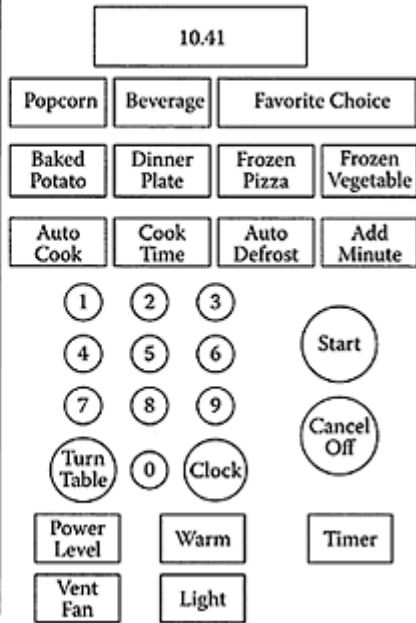 10.41
Popcorn Beverage Favorite Choice
Baked Potato Dinner Plate Frozen Pizza Frozen Vegetable
Auto Cook Cook Time Auto Defrost Add Minute
1 2 3
Start
4 5 6
7 8 9
Cancel Off
Turn Table 0 Clock
Power Level Warm Timer
Vent Fan Light